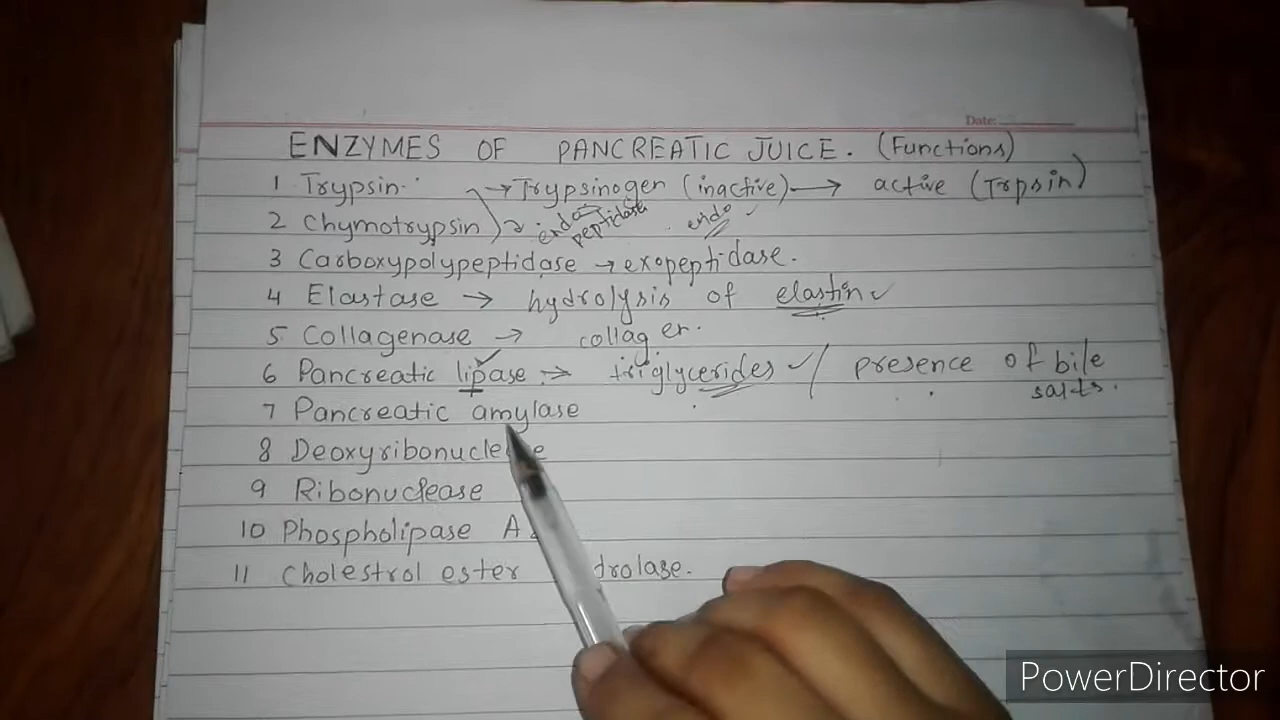 Date:
ENZYMES OF PANCREATIC JUICE. (Functions)
1 Trypsin. → Trypsinogen (inactive) → active (Trpsin)
2 Chymotrypsin endo peptidase endo
3 Carboxypolypeptidase → exopeptidase.
4 Elastase → hydrolysis of elastin
5 Collagenase → collagen.
6 Pancreatic lipase → triglycerides / presence of bile salts.
7 Pancreatic amylase
8 Deoxyribonucle e
9 Ribonuclease
10 Phospholipase A
11 Cholestrol ester drolase.
PowerDirector